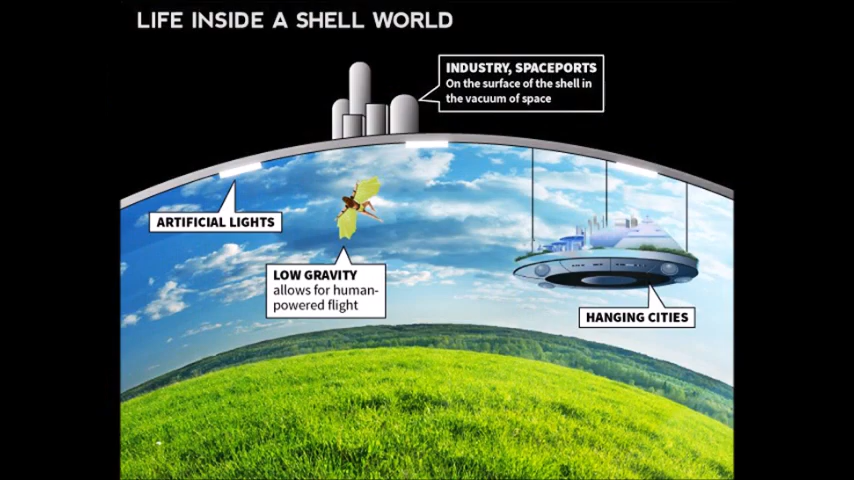 LIFE INSIDE A SHELL WORLD
INDUSTRY, SPACEPORTS
On the surface of the shell in
the vacuum of space
ARTIFICIAL LIGHTS
LOW GRAVITY
allows for human-
powered flight
HANGING CITIES